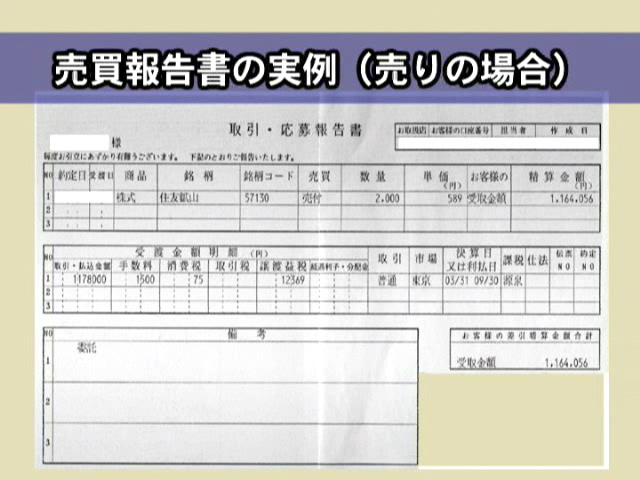 売買報告書の実例（売りの場合）
取引・応募報告書
お取扱店 お客様の口座番号 担当者 作成日
様
毎度お引立にあずかり有難うございます。 下記のとおりご報告いたします。
NO 約定日 受渡日 商品 銘柄 銘柄コード 売買 数量 単価(円) お客様の 精算金額(円)
1 株式 住友鉱山 57130 売付 2,000 589 受取金額 1,164,056
2
3
NO 受渡金額明細 (円) 取引 市場 決算日又は利払日 課税 仕法 伝票NO 約定NO
取引・払込金額 手数料 消費税 取引税 譲渡益税 経過利子・分配金
1 1178000 1500 75 12369 普通 東京 03/31 09/30 源泉
2
3
NO 備考
1 委託
2
3
お客様の差引精算金額合計
受取金額 1,164,056